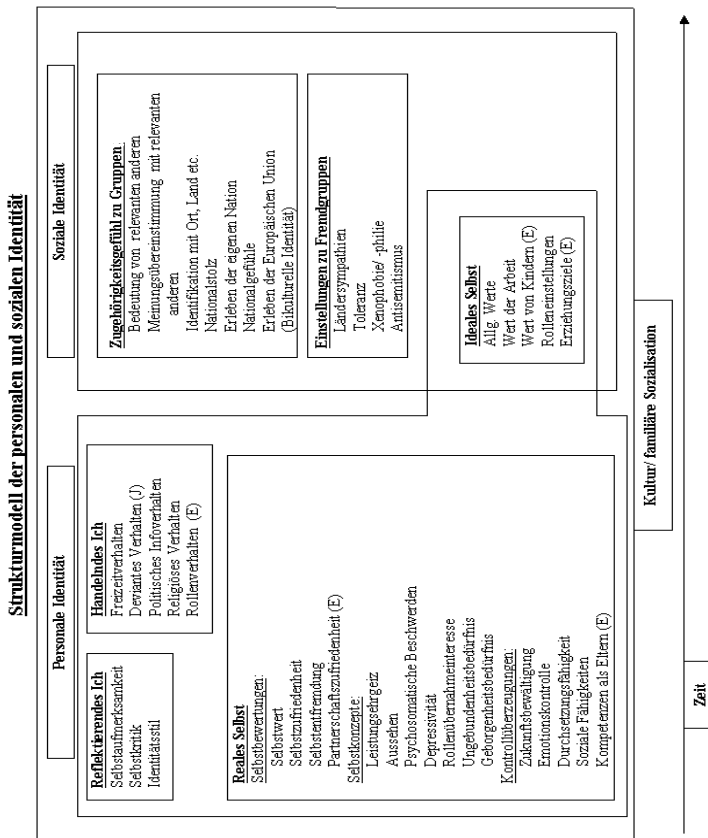 Strukturmodell der personalen und sozialen Identität
Personale Identität
Reflektierendes Ich
Selbstaufmerksamkeit
Selbstkritik
Identitätsstil
Handelndes Ich
Freizeitverhalten
Deviantes Verhalten (J)
Politisches Infoverhalten
Religiöses Verhalten
Rollenverhalten (E)
Reales Selbst
Selbstbewertungen:
Selbstwert
Selbstzufriedenheit
Selbstentfremdung
Partnerschaftszufriedenheit (E)
Selbstkonzepte:
Leistungsehrgeiz
Aussehen
Psychosomatische Beschwerden
Depressivität
Rollenübernahmeinteresse
Ungebundenheitsbedürfnis
Geborgenheitsbedürfnis
Kontrollüberzeugungen:
Zukunftsbewältigung
Emotionskontrolle
Durchsetzungsfähigkeit
Soziale Fähigkeiten
Kompetenzen als Eltern (E)
Soziale Identität
Zugehörigkeitsgefühl zu Gruppen:
Bedeutung von relevanten anderen
Meinungsübereinstimmung mit relevanten
anderen
Identifikation mit Ort, Land etc.
Nationalstolz
Erleben der eigenen Nation
Nationalgefühle
Erleben der Europäischen Union
(Bikulturelle Identität)
Einstellungen zu Fremdgruppen
Ländersympathien
Toleranz
Xenophobie/ -philie
Antisemitismus
Ideales Selbst
Allg. Werte
Wert der Arbeit
Wert von Kindern (E)
Rolleneinstellungen
Erziehungsziele (E)
Kultur/ familiäre Sozialisation
Zeit